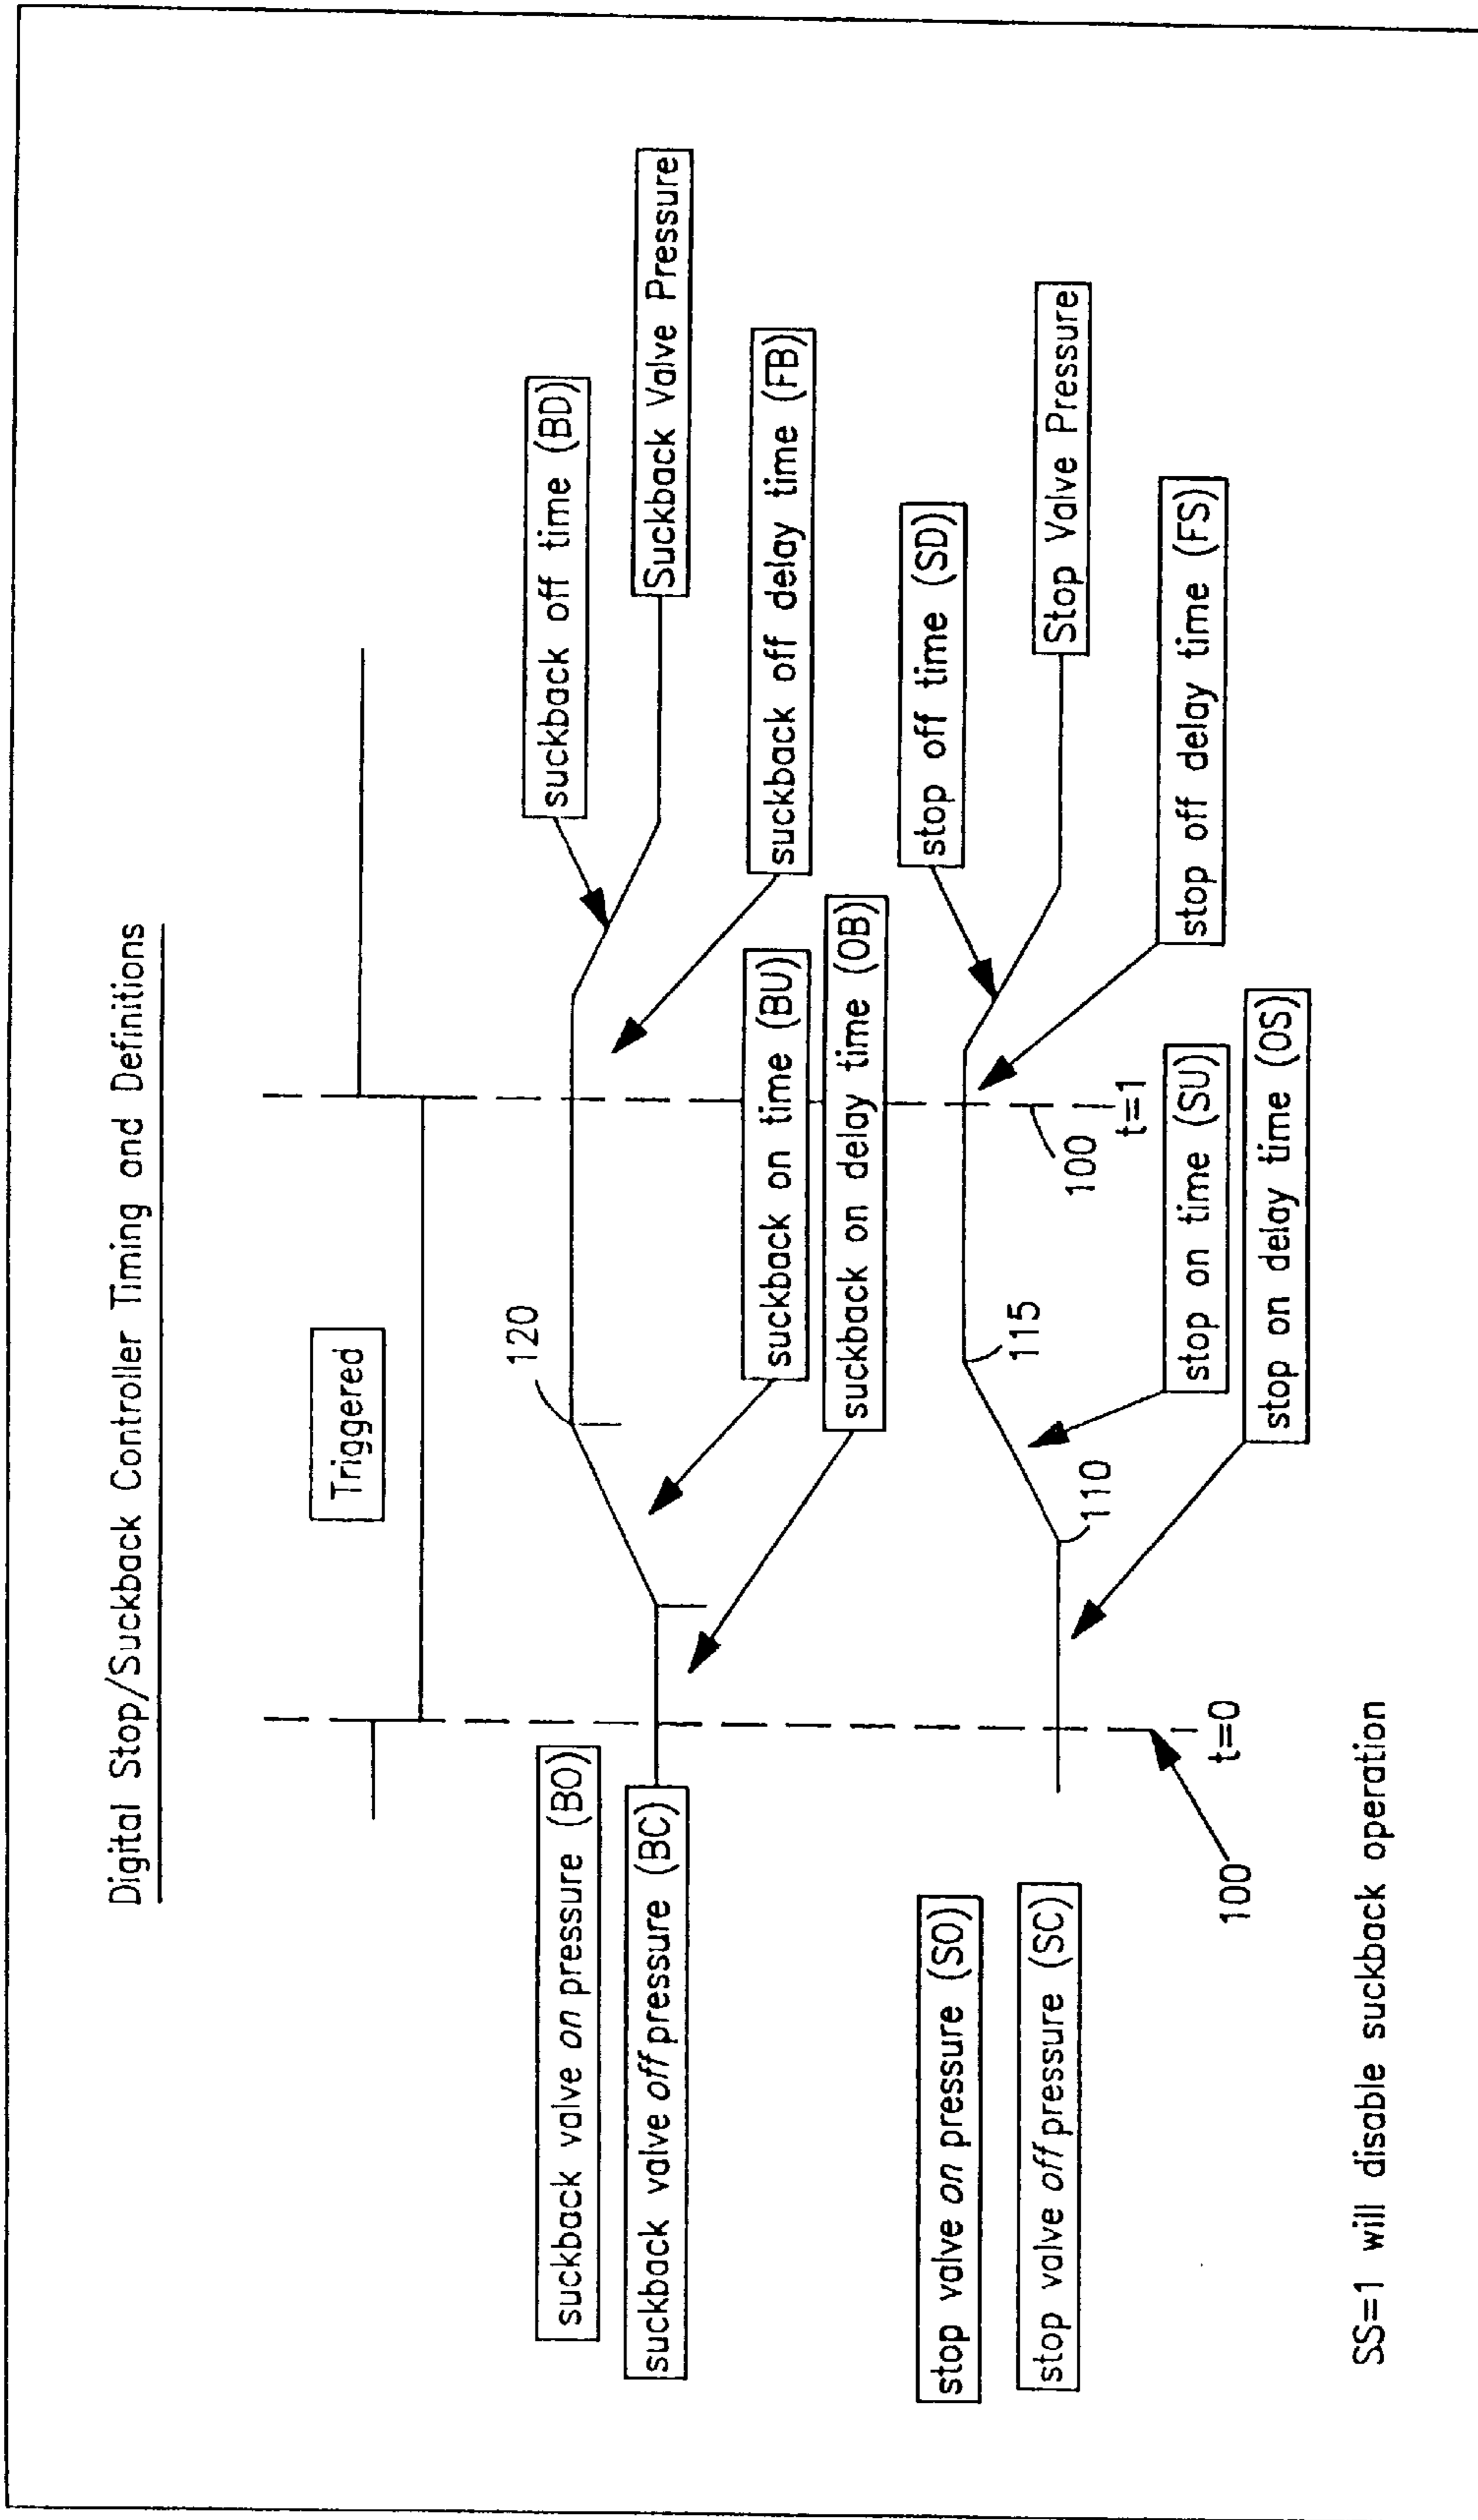 Digital Stop/Suckback Controller Timing and Definitions
Triggered
suckback valve on pressure (BO)
suckback valve off pressure (BC)
120
suckback off time (BD)
Suckback Valve Pressure
suckback on time (BU)
suckback off delay time (FB)
suckback on delay time (OB)
stop valve on pressure (SO)
stop valve off pressure (SC)
115
stop off time (SD)
Stop Valve Pressure
110
100
t=1
stop on time (SU)
stop off delay time (FS)
100
t=0
stop on delay time (OS)
SS=1 will disable suckback operation